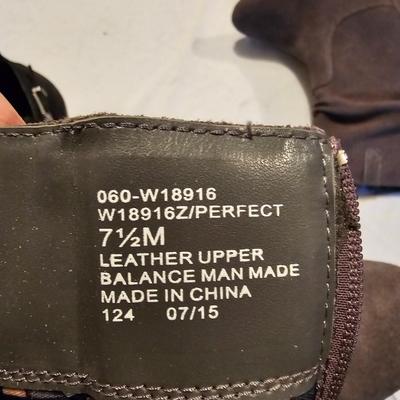 060-W18916
W18916Z/PERFECT
7½M
LEATHER UPPER
BALANCE MAN MADE
MADE IN CHINA
124 07/15